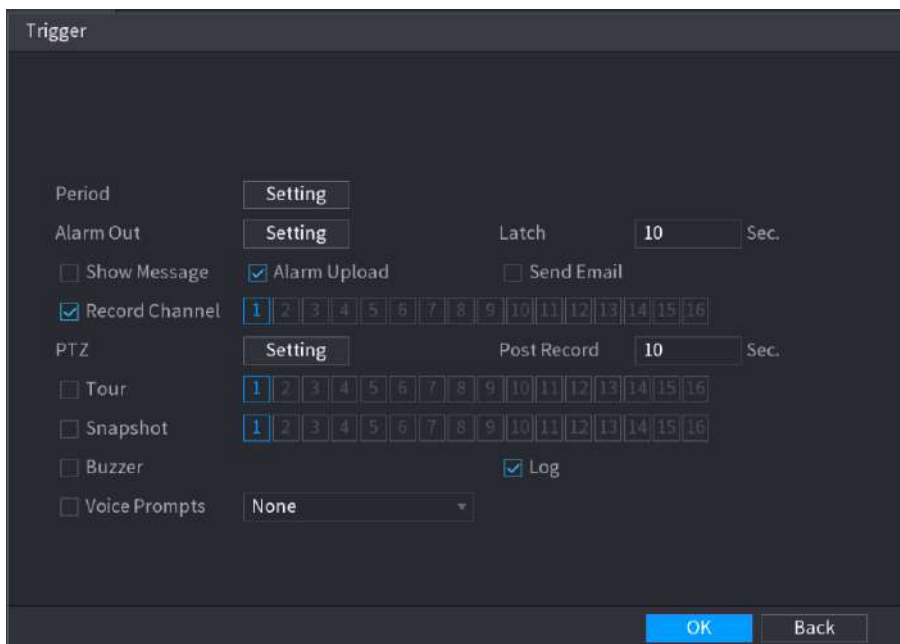 Trigger
Period Setting
Alarm Out Setting Latch 10 Sec.
Show Message Alarm Upload Send Email
Record Channel 1 2 3 4 5 6 7 8 9 10 11 12 13 14 15 16
PTZ Setting Post Record 10 Sec.
Tour 1 2 3 4 5 6 7 8 9 10 11 12 13 14 15 16
Snapshot 1 2 3 4 5 6 7 8 9 10 11 12 13 14 15 16
Buzzer Log
Voice Prompts None
OK Back